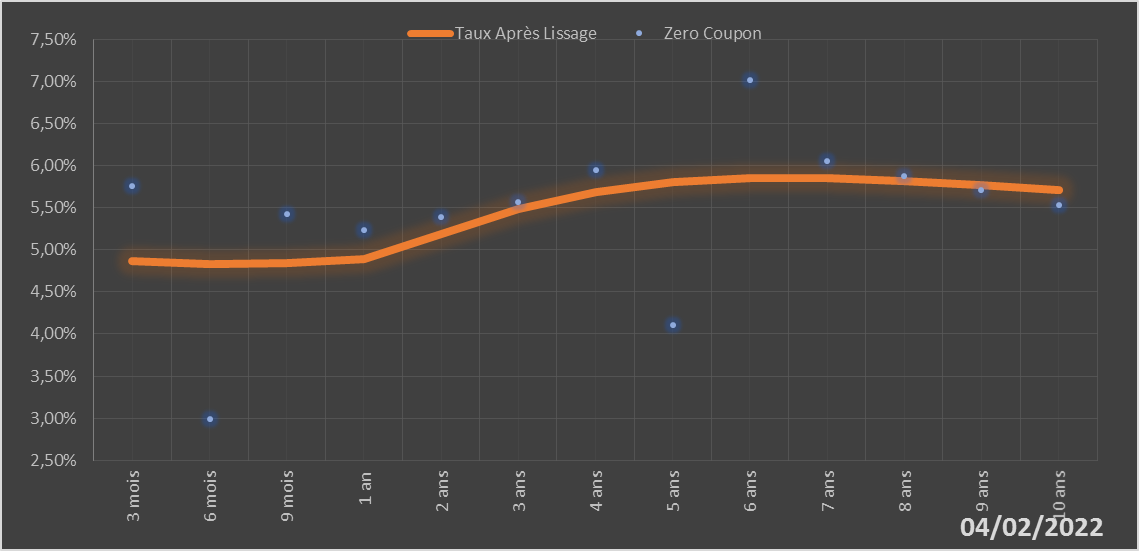 Taux Après Lissage Zero Coupon
7,50%
7,00%
6,50%
6,00%
5,50%
5,00%
4,50%
4,00%
3,50%
3,00%
2,50%
3 mois
6 mois
9 mois
1 an
2 ans
3 ans
4 ans
5 ans
6 ans
7 ans
8 ans
9 ans
10 ans
04/02/2022